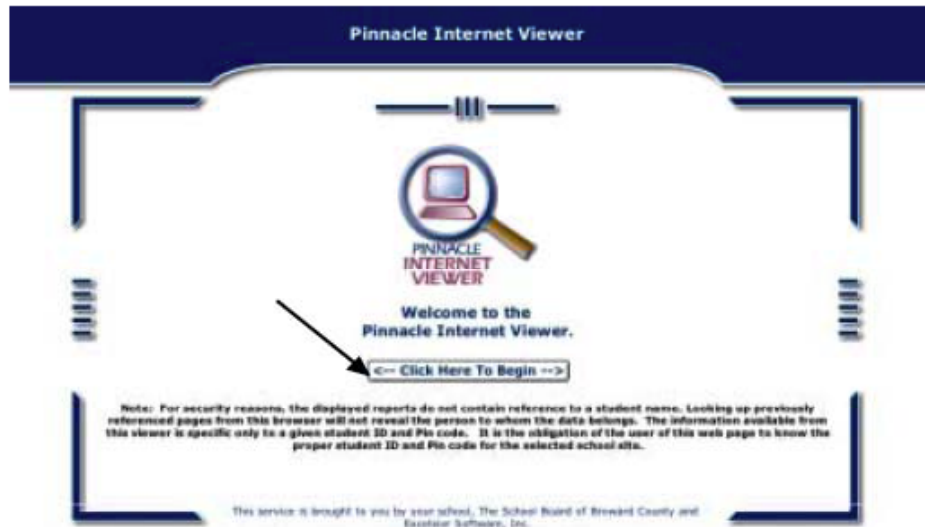 Pinnacle Internet Viewer
PINNACLE
INTERNET
VIEWER
Welcome to the
Pinnacle Internet Viewer.
<-- Click Here To Begin -->
Note: For security reasons, the displayed reports do not contain reference to a student name. Looking up previously
referenced pages from this browser will not reveal the person to whom the data belongs. The information available from
this viewer is specific only to a given student ID and Pin code. It is the obligation of the user of this web page to know the
proper student ID and Pin code for the selected school site.
This service is brought to you by your school, The School Board of Broward County and
Excelsior Software, Inc.